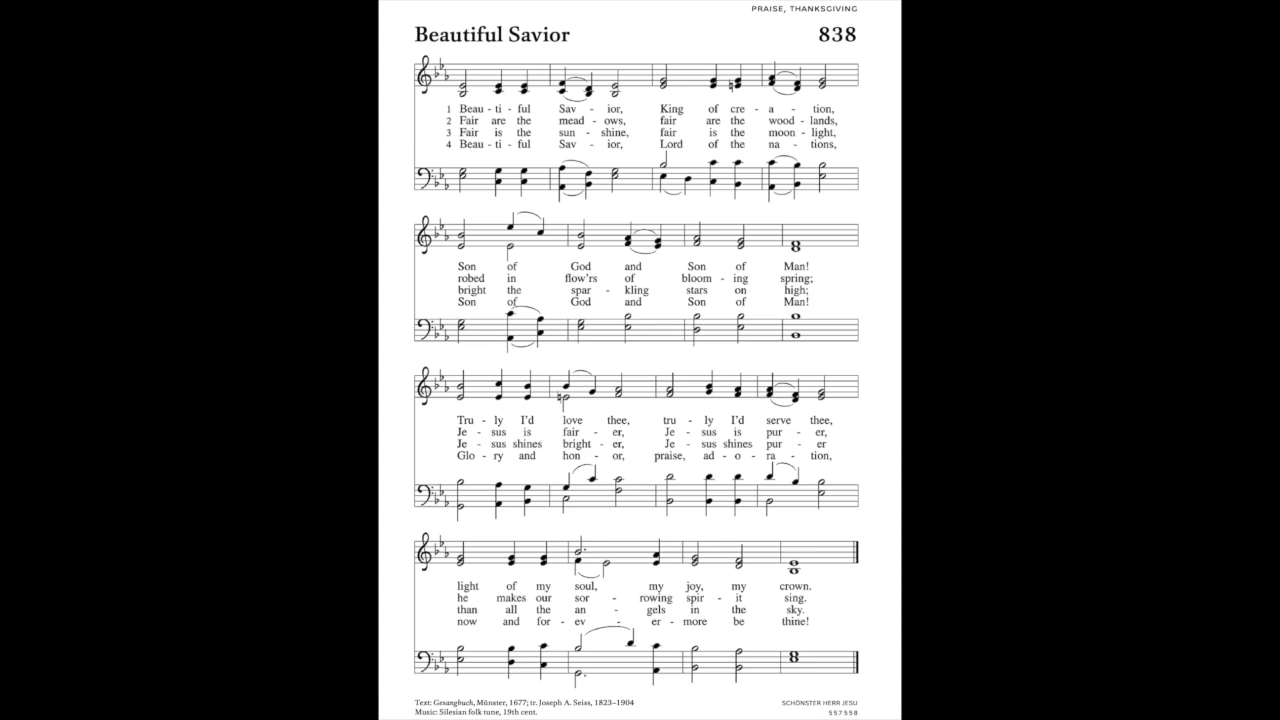 PRAISE, THANKSGIVING
Beautiful Savior 838
1 Beau - ti - ful Sav - ior, King of cre - a - tion,
2 Fair are the mead - ows, fair are the wood - lands,
3 Fair is the sun - shine, fair is the moon - light,
4 Beau - ti - ful Sav - ior, Lord of the na - tions,
Son of God and Son of Man!
robed in flow'rs of bloom - ing spring;
bright the spar - kling stars on high;
Son of God and Son of Man!
Tru - ly I'd love thee, tru - ly I'd serve thee,
Je - sus is fair - er, Je - sus is pur - er,
Je - sus shines bright - er, Je - sus shines pur - er
Glo - ry and hon - or, praise, ad - o - ra - tion,
light of my soul, my joy, my crown.
he makes our sor - rowing spir - it sing.
than all the an - gels in the sky.
now and for - ev - er - more be thine!
Text: Gesangbuch, Münster, 1677; tr. Joseph A. Seiss, 1823–1904
Music: Silesian folk tune, 19th cent.
SCHÖNSTER HERR JESU
5 5 7 5 5 8